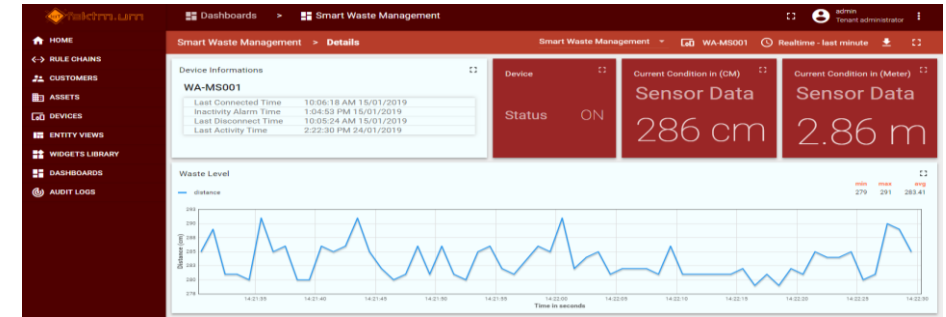 Dashboards > Smart Waste Management
admin
Tenant administrator
HOME
RULE CHAINS
CUSTOMERS
ASSETS
DEVICES
ENTITY VIEWS
WIDGETS LIBRARY
DASHBOARDS
AUDIT LOGS
Smart Waste Management > Details
Smart Waste Management WA-MS001 Realtime - last minute
Device Informations
WA-MS001
Last Connected Time 10:06:18 AM 15/01/2019
Inactivity Alarm Time 1:04:53 PM 15/01/2019
Last Disconnect Time 10:05:24 AM 15/01/2019
Last Activity Time 2:22:30 PM 24/01/2019
Device
Status ON
Current Condition in (CM)
Sensor Data
286 cm
Current Condition in (Meter)
Sensor Data
2.86 m
Waste Level
distance
min max avg
279 291 283.41
Distance (cm)
14:21:35 14:21:40 14:21:45 14:21:50 14:21:55 14:22:00 14:22:05 14:22:10 14:22:15 14:22:20 14:22:25 14:22:30
Time in seconds